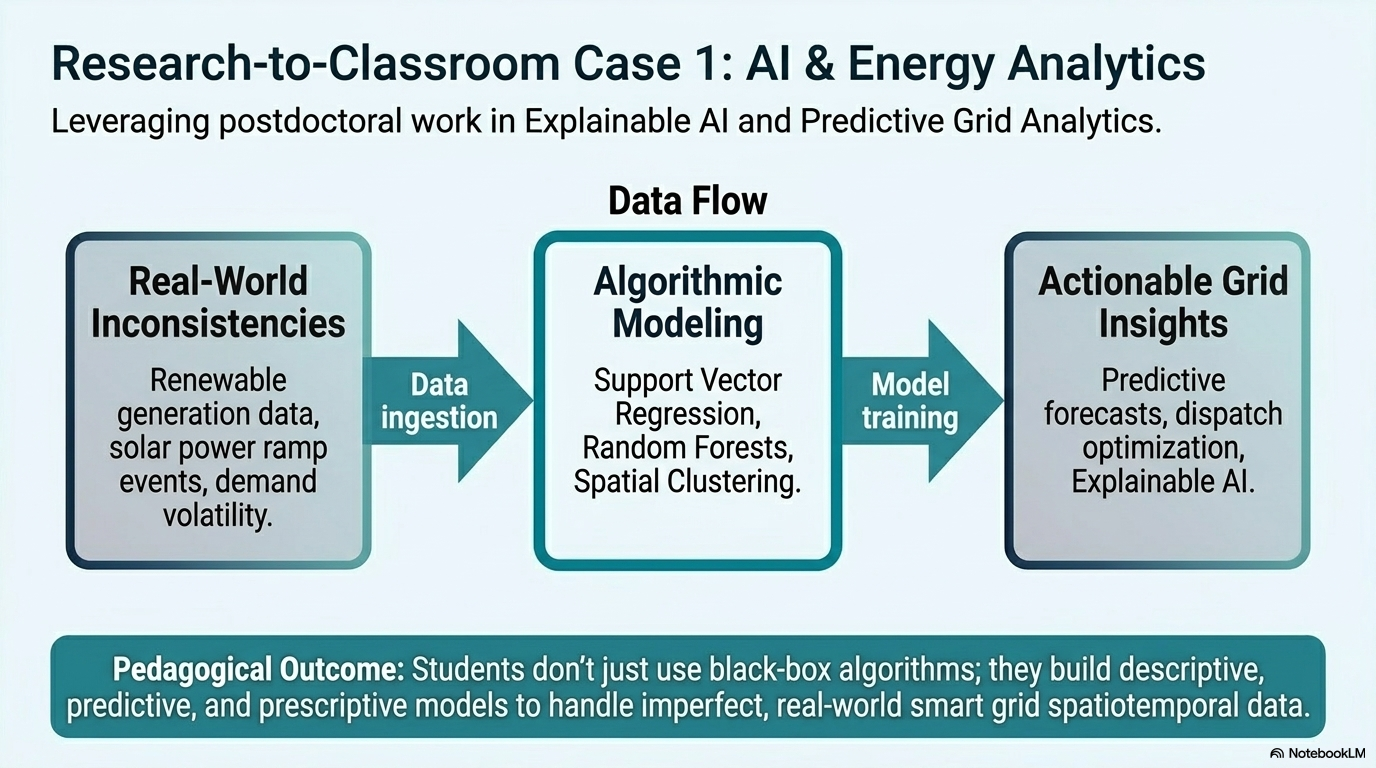 Research-to-Classroom Case 1: AI & Energy Analytics
Leveraging postdoctoral work in Explainable AI and Predictive Grid Analytics.
Data Flow
Real-World
Inconsistencies
Renewable
generation data,
solar power ramp
events, demand
volatility.
Data
ingestion
Algorithmic
Modeling
Support Vector
Regression,
Random Forests,
Spatial Clustering.
Model
training
Actionable Grid
Insights
Predictive
forecasts, dispatch
optimization,
Explainable AI.
Pedagogical Outcome: Students don't just use black-box algorithms; they build descriptive,
predictive, and prescriptive models to handle imperfect, real-world smart grid spatiotemporal data.
NotebookLM